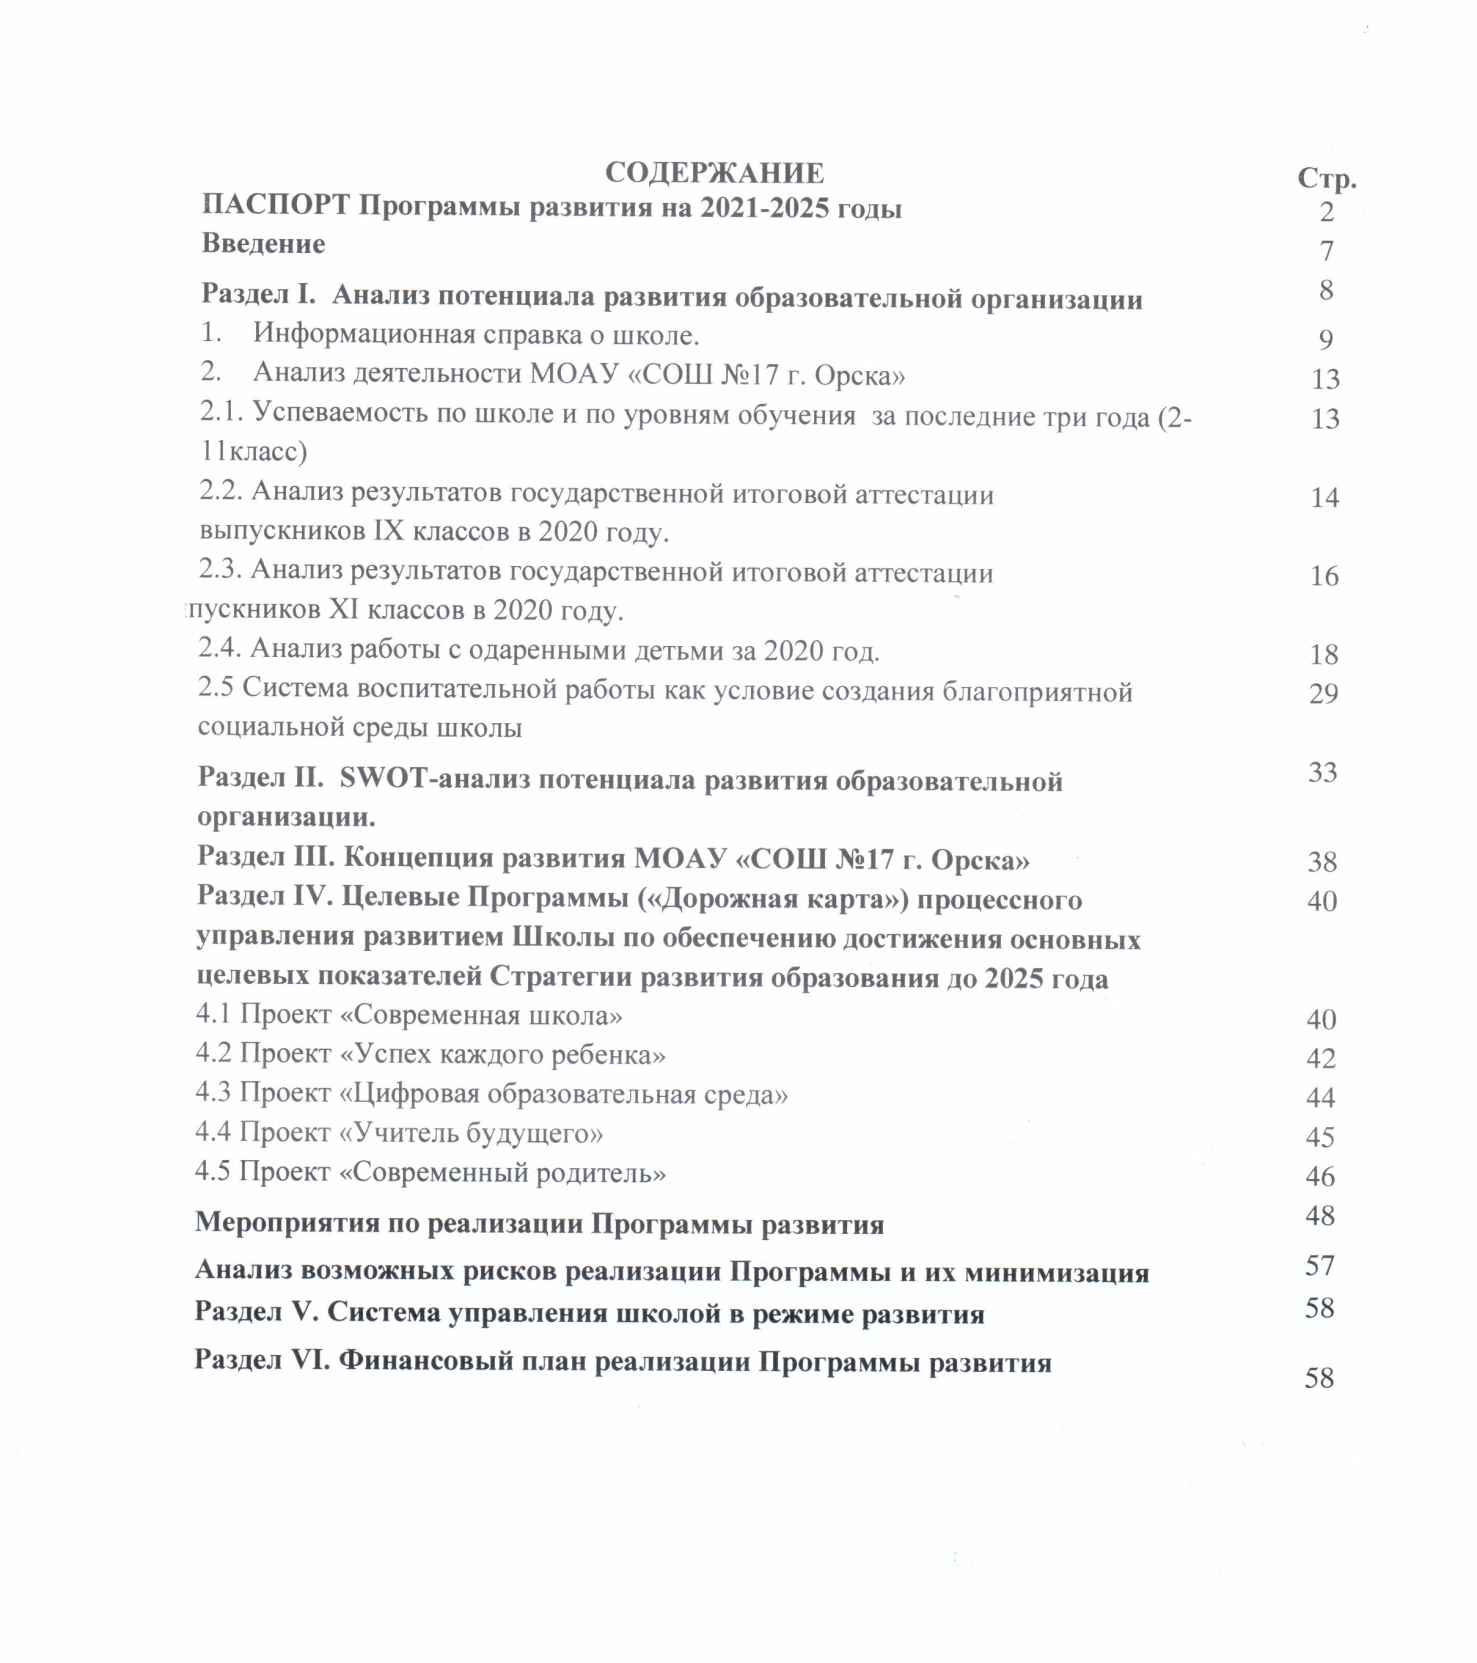 СОДЕРЖАНИЕ Стр.
ПАСПОРТ Программы развития на 2021-2025 годы 2
Введение 7
Раздел I. Анализ потенциала развития образовательной организации 8
1. Информационная справка о школе. 9
2. Анализ деятельности МОАУ «СОШ №17 г. Орска» 13
2.1. Успеваемость по школе и по уровням обучения за последние три года (2- 13
11класс)
2.2. Анализ результатов государственной итоговой аттестации 14
выпускников IX классов в 2020 году.
2.3. Анализ результатов государственной итоговой аттестации 16
пускников XI классов в 2020 году.
2.4. Анализ работы с одаренными детьми за 2020 год. 18
2.5 Система воспитательной работы как условие создания благоприятной 29
социальной среды школы
Раздел II. SWOT-анализ потенциала развития образовательной 33
организации.
Раздел III. Концепция развития МОАУ «СОШ №17 г. Орска» 38
Раздел IV. Целевые Программы («Дорожная карта») процессного 40
управления развитием Школы по обеспечению достижения основных
целевых показателей Стратегии развития образования до 2025 года
4.1 Проект «Современная школа» 40
4.2 Проект «Успех каждого ребенка» 42
4.3 Проект «Цифровая образовательная среда» 44
4.4 Проект «Учитель будущего» 45
4.5 Проект «Современный родитель» 46
Мероприятия по реализации Программы развития 48
Анализ возможных рисков реализации Программы и их минимизация 57
Раздел V. Система управления школой в режиме развития 58
Раздел VI. Финансовый план реализации Программы развития 58